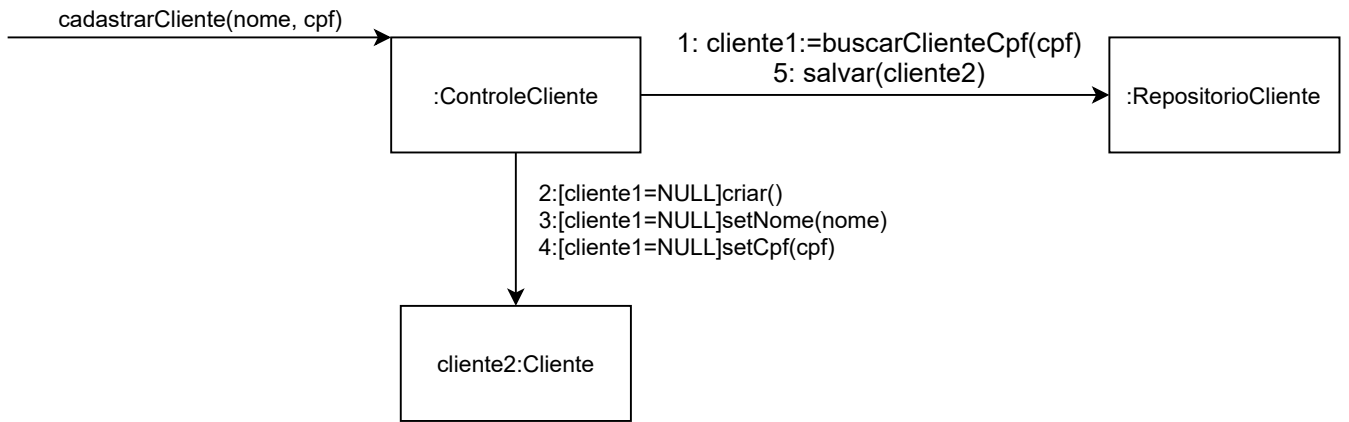 cadastrarCliente(nome, cpf)
:ControleCliente
1: cliente1:=buscarClienteCpf(cpf)
5: salvar(cliente2)
:RepositorioCliente
2:[cliente1=NULL]criar()
3:[cliente1=NULL]setNome(nome)
4:[cliente1=NULL]setCpf(cpf)
cliente2:Cliente